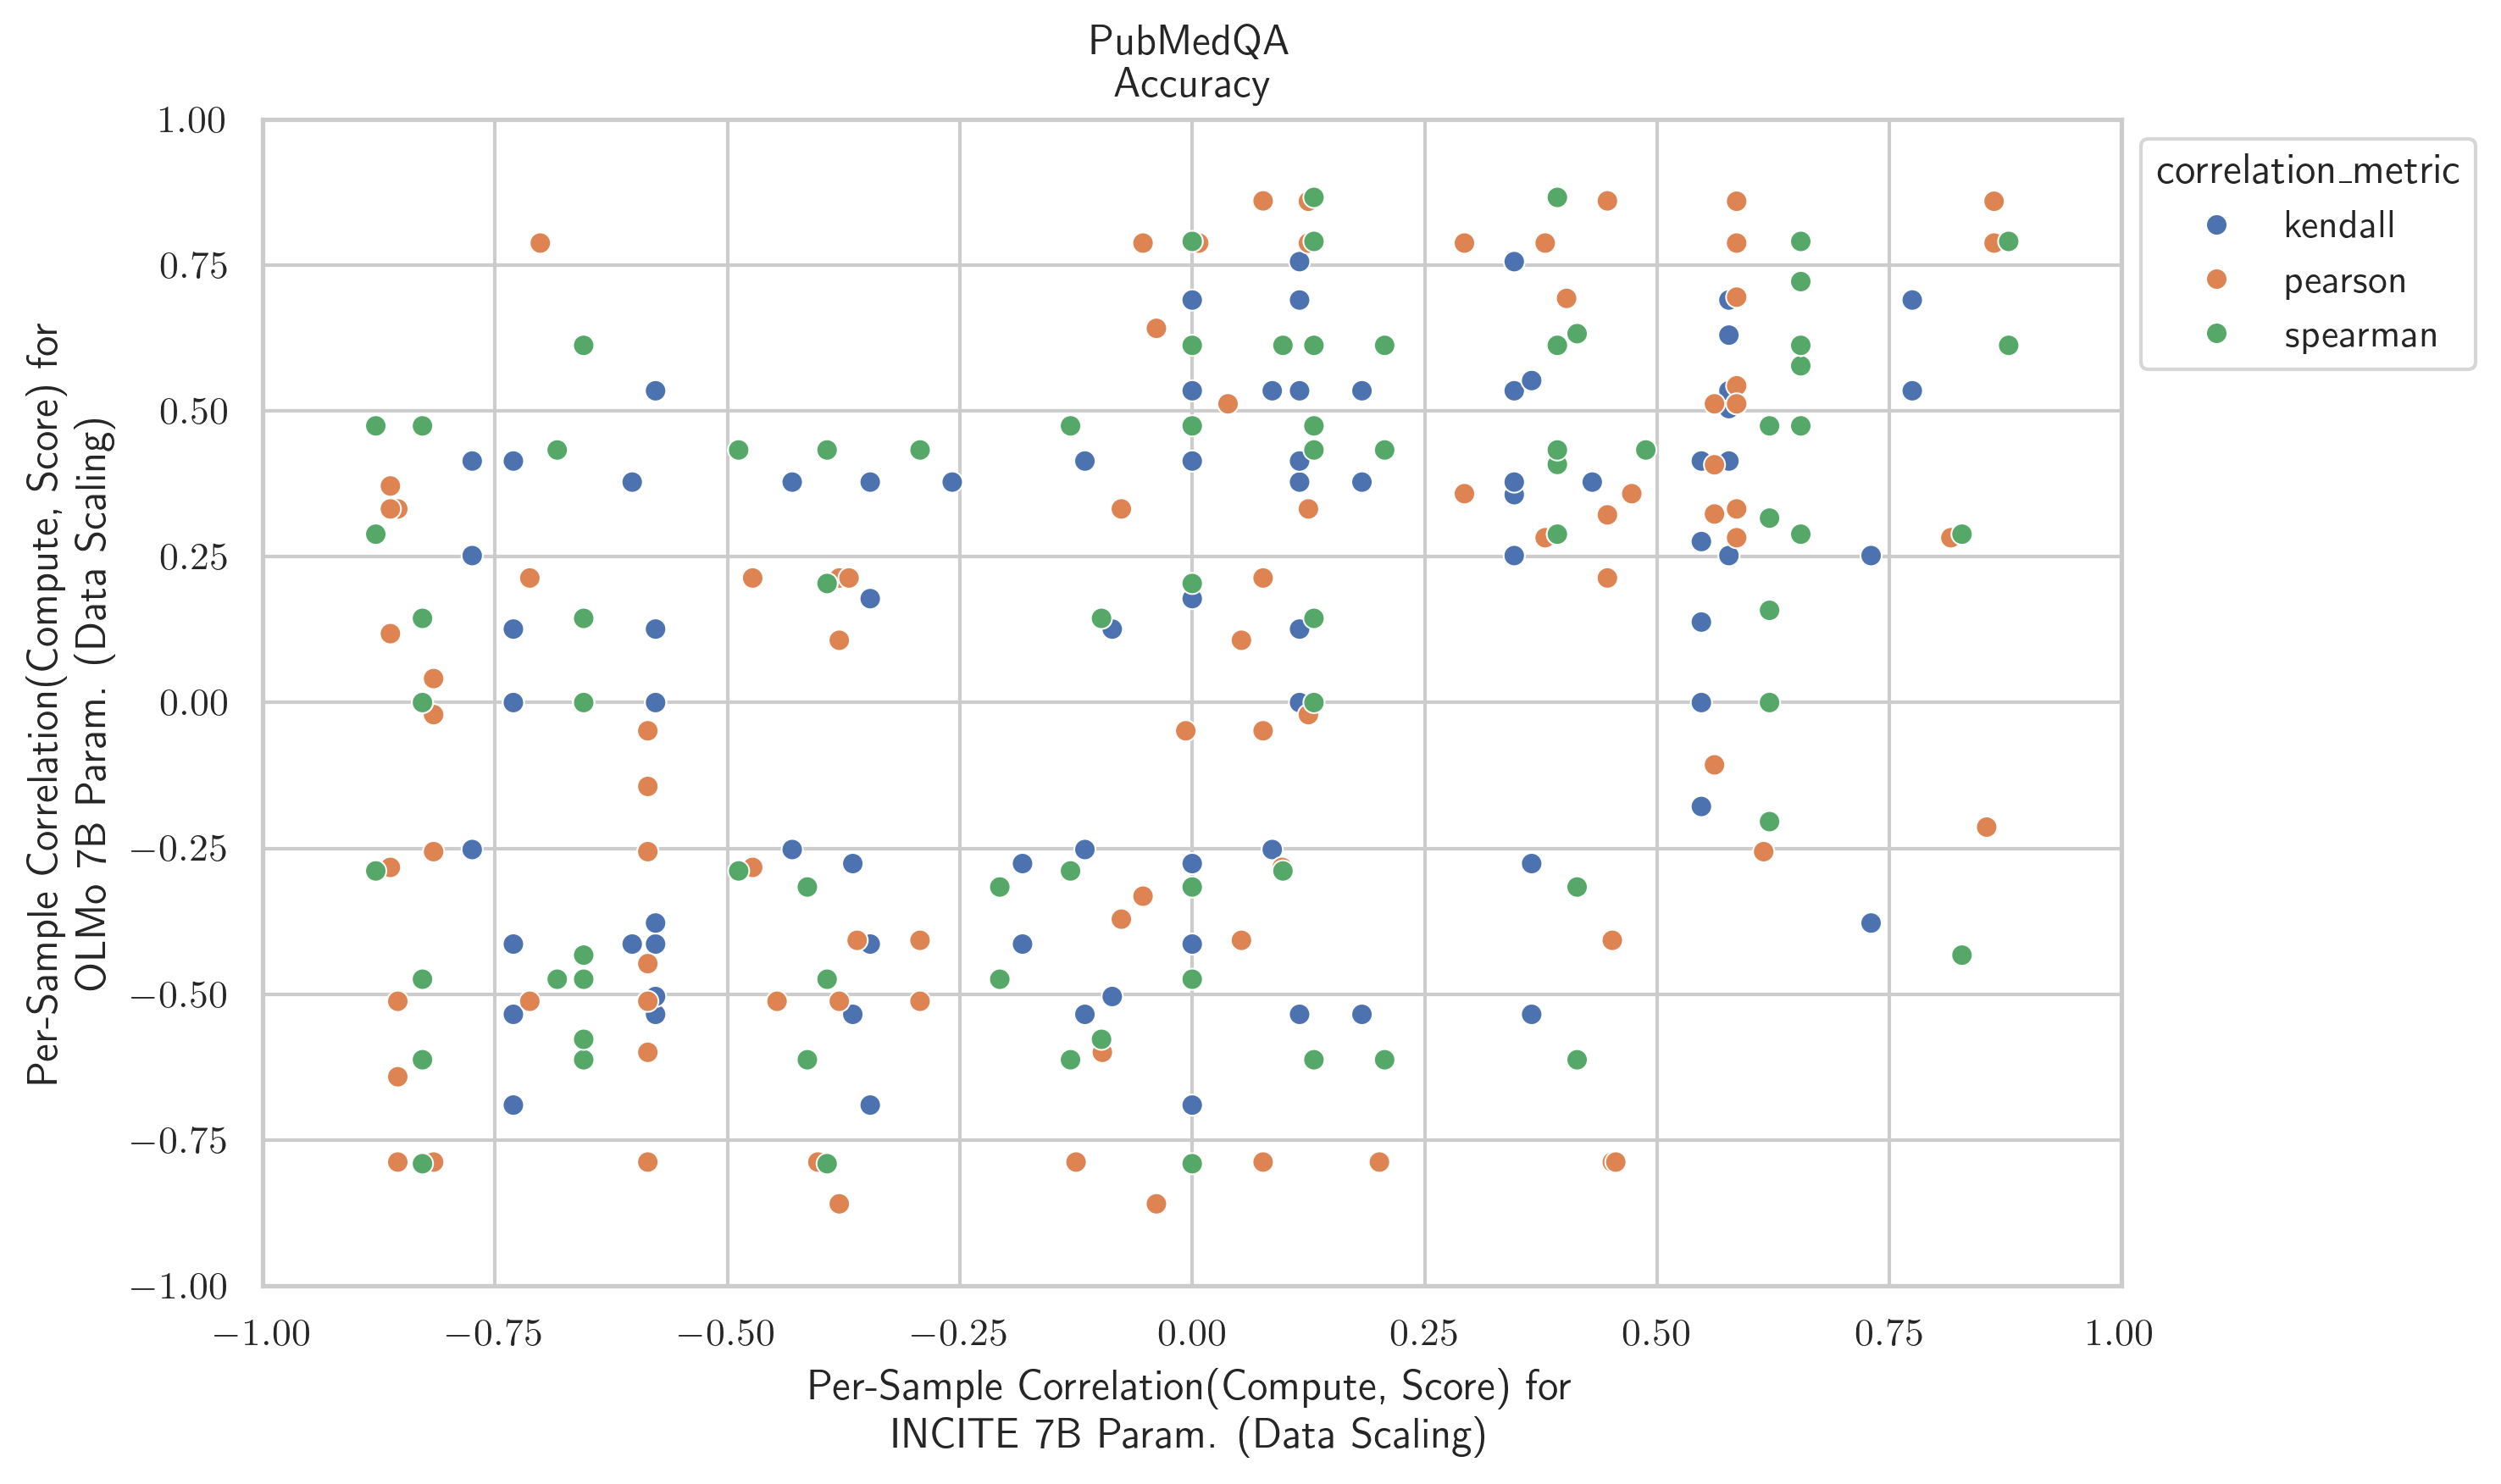 PubMedQA
Accuracy
Per-Sample Correlation(Compute, Score) for
OLMo 7B Param. (Data Scaling)
1.00
0.75
0.50
0.25
0.00
−0.25
−0.50
−0.75
−1.00
−1.00 −0.75 −0.50 −0.25 0.00 0.25 0.50 0.75 1.00
Per-Sample Correlation(Compute, Score) for
INCITE 7B Param. (Data Scaling)
correlation_metric
kendall
pearson
spearman